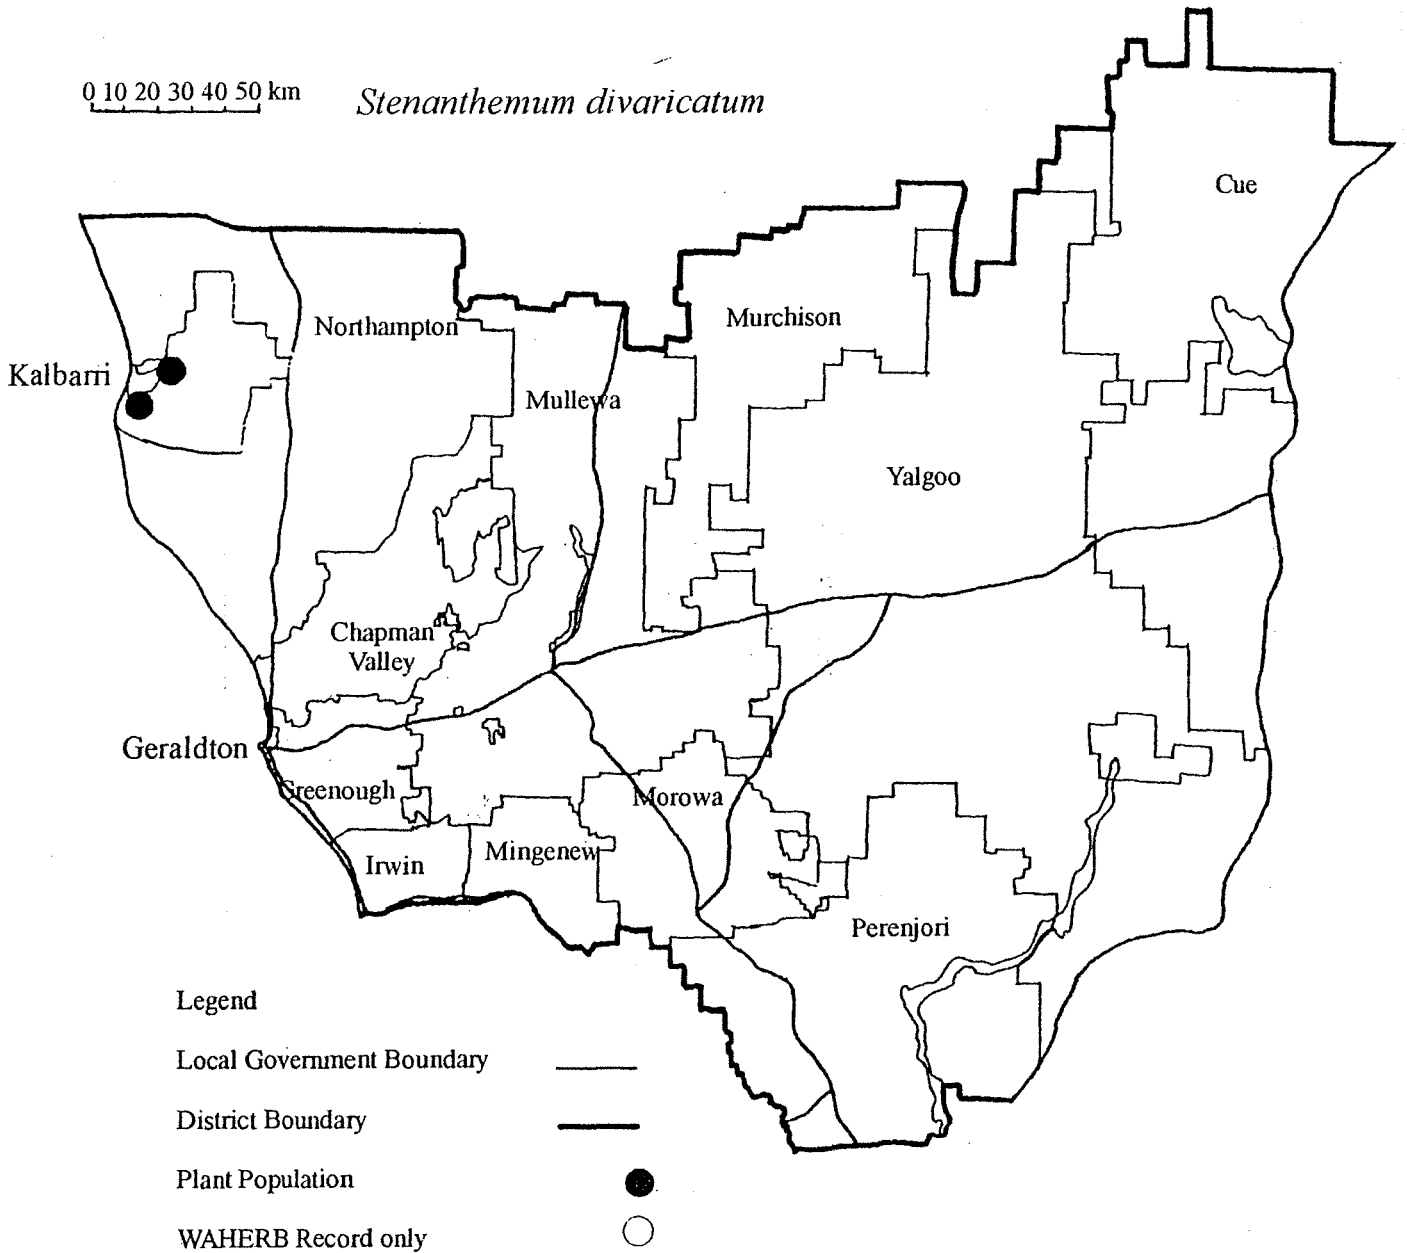 0 10 20 30 40 50 km
Stenanthemum divaricatum
Cue
Northampton
Murchison
Kalbarri
Mullewa
Yalgoo
Chapman
Valley
Geraldton
Greenough
Morowa
Irwin
Mingenew
Perenjori
Legend
Local Government Boundary
District Boundary
Plant Population
WAHERB Record only